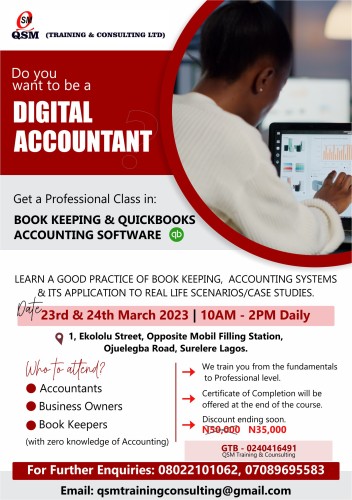 SM
QSM (TRAINING & CONSULTING LTD)
Do you
want to be a
DIGITAL
ACCOUNTANT
?
Get a Professional Class in:
BOOK KEEPING & QUICKBOOKS
ACCOUNTING SOFTWARE qb
LEARN A GOOD PRACTICE OF BOOK KEEPING, ACCOUNTING SYSTEMS
& ITS APPLICATION TO REAL LIFE SCENARIOS/CASE STUDIES.
Date
23rd & 24th March 2023 | 10AM - 2PM Daily
1, Ekololu Street, Opposite Mobil Filling Station,
Ojuelegba Road, Surelere Lagos.
Who to attend?
Accountants
Business Owners
Book Keepers
(with zero knowledge of Accounting)
We train you from the fundamentals
to Professional level.
Certificate of Completion will be
offered at the end of the course.
Discount ending soon.
₦50,000 ₦35,000
GTB - 0240416491
QSM Training & Counsulting
For Further Enquiries: 08022101062, 07089695583
Email: qsmtrainingconsulting@gmail.com